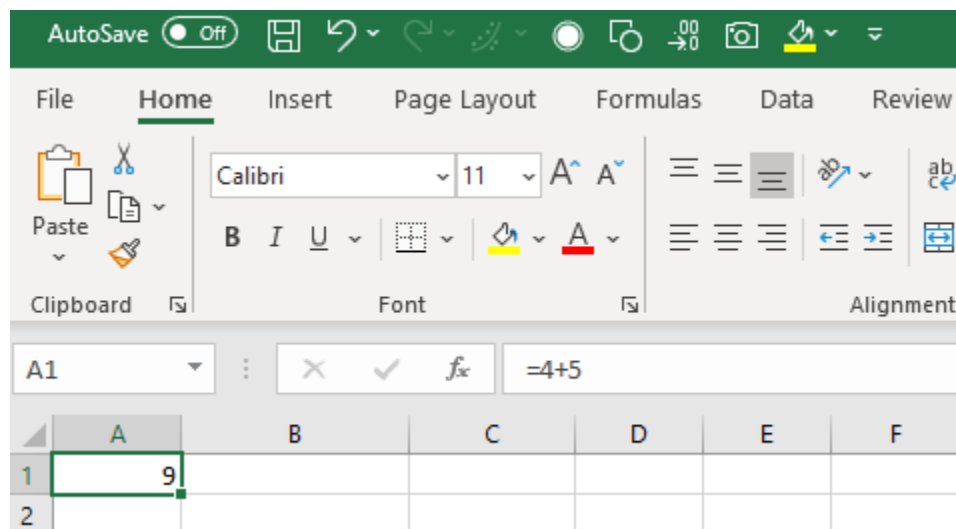 AutoSave Off
File Home Insert Page Layout Formulas Data Review
Calibri 11 A A ab
Paste B I U A c
Clipboard Font Alignment
A1 fx =4+5
A B C D E F
1 9
2